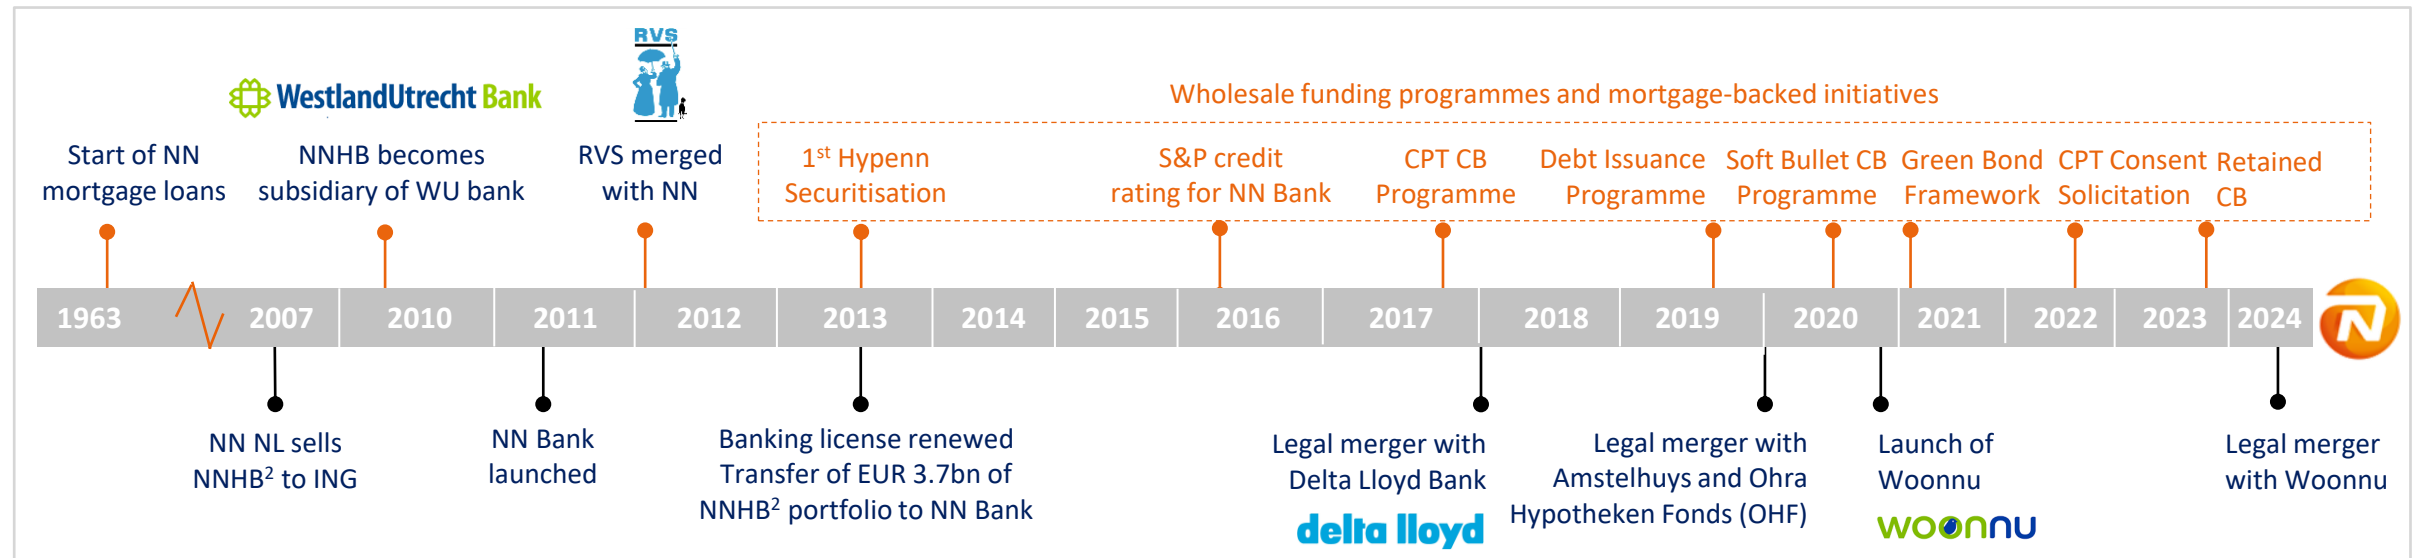 RVS
WestlandUtrecht Bank
Wholesale funding programmes and mortgage-backed initiatives
Start of NN
mortgage loans
NNHB becomes
subsidiary of WU bank
RVS merged
with NN
1st Hypenn
Securitisation
S&P credit
rating for NN Bank
CPT CB
Programme
Debt Issuance
Programme
Soft Bullet CB
Programme
Green Bond
Framework
CPT Consent
Solicitation
Retained
CB
1963
2007
2010
2011
2012
2013
2014
2015
2016
2017
2018
2019
2020
2021
2022
2023
2024
N
NN NL sells
NNHB2 to ING
NN Bank
launched
Banking license renewed
Transfer of EUR 3.7bn of
NNHB2 portfolio to NN Bank
Legal merger with
Delta Lloyd Bank
delta lloyd
Legal merger with
Amstelhuys and Ohra
Hypotheken Fonds (OHF)
Launch of
Woonnu
woonnu
Legal merger
with Woonnu